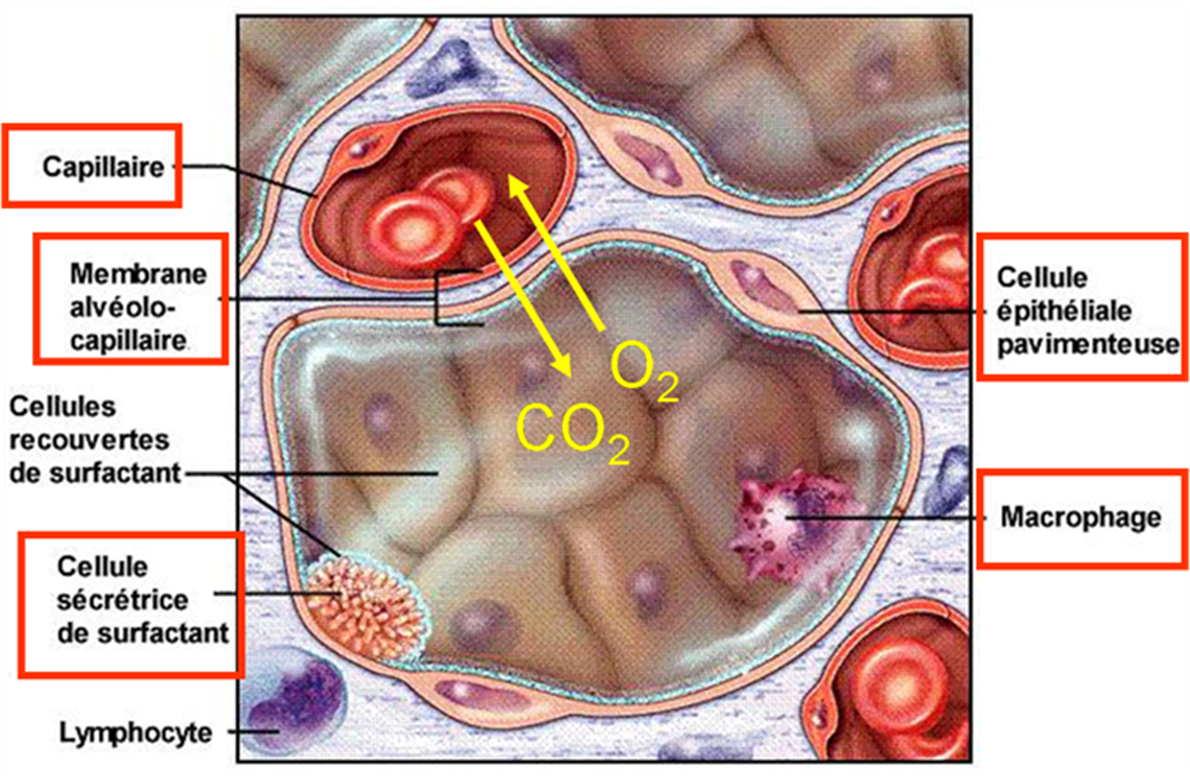 Capillaire
Membrane
alvéolo-
capillaire.
Cellules
recouvertes
de surfactant
Cellule
sécrétrice
de surfactant
Lymphocyte
O₂
CO₂
Cellule
épithéliale
pavimenteuse
Macrophage